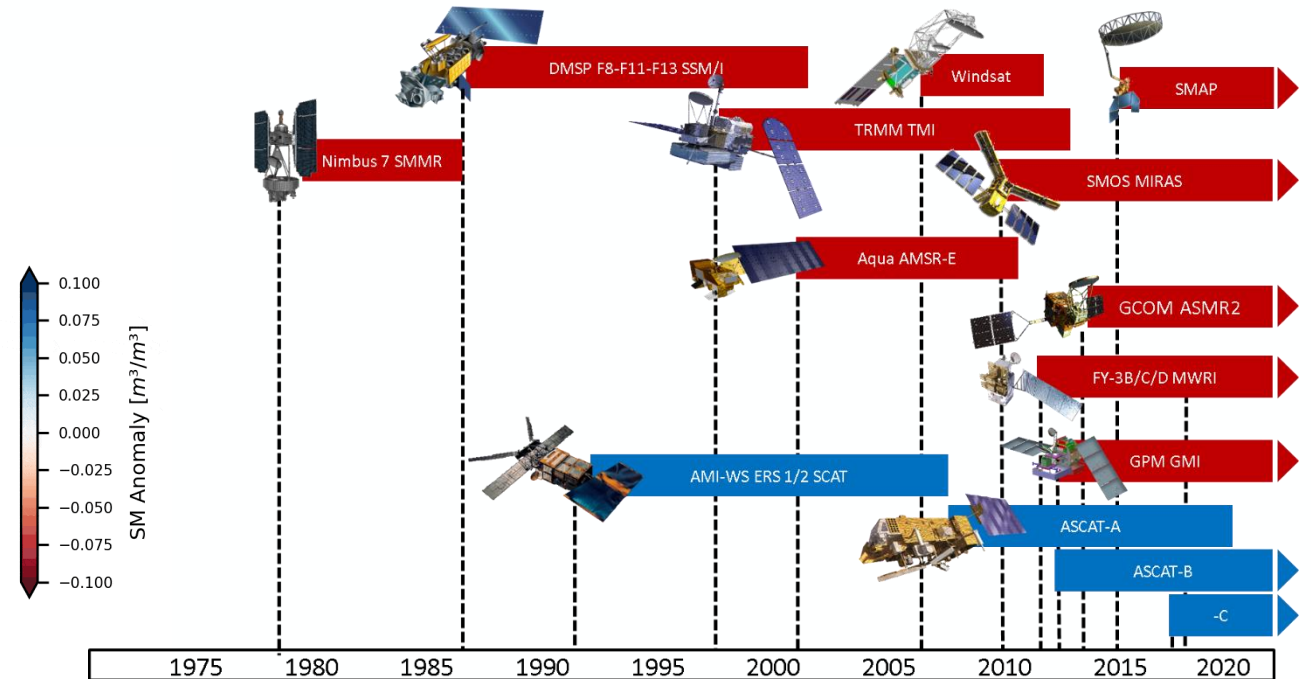 DMSP F8-F11-F13 SSM/I
Windsat
SMAP
TRMM TMI
Nimbus 7 SMMR
SMOS MIRAS
Aqua AMSR-E
GCOM ASMR2
FY-3B/C/D MWRI
GPM GMI
AMI-WS ERS 1/2 SCAT
ASCAT-A
ASCAT-B
-C
0.100
0.075
0.050
0.025
0.000
−0.025
−0.050
−0.075
−0.100
SM Anomaly [m³/m³]
1975 1980 1985 1990 1995 2000 2005 2010 2015 2020